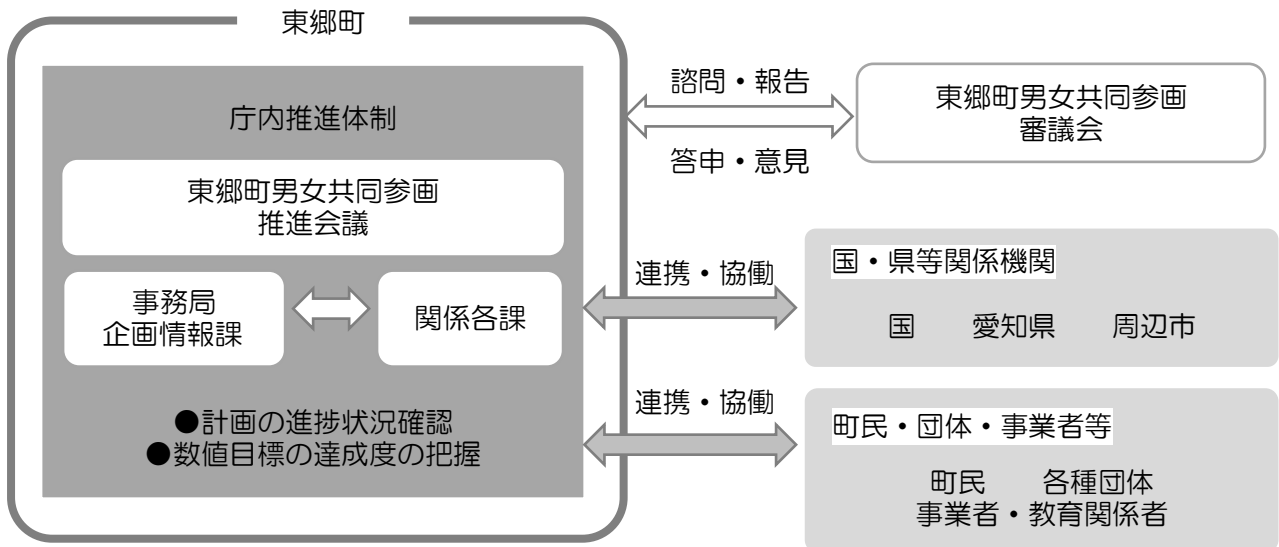 東郷町
庁内推進体制
東郷町男女共同参画
推進会議
事務局
企画情報課
関係各課
●計画の進捗状況確認
●数値目標の達成度の把握
諮問・報告
答申・意見
東郷町男女共同参画
審議会
連携・協働
国・県等関係機関
国 愛知県 周辺市
連携・協働
町民・団体・事業者等
町民 各種団体
事業者・教育関係者